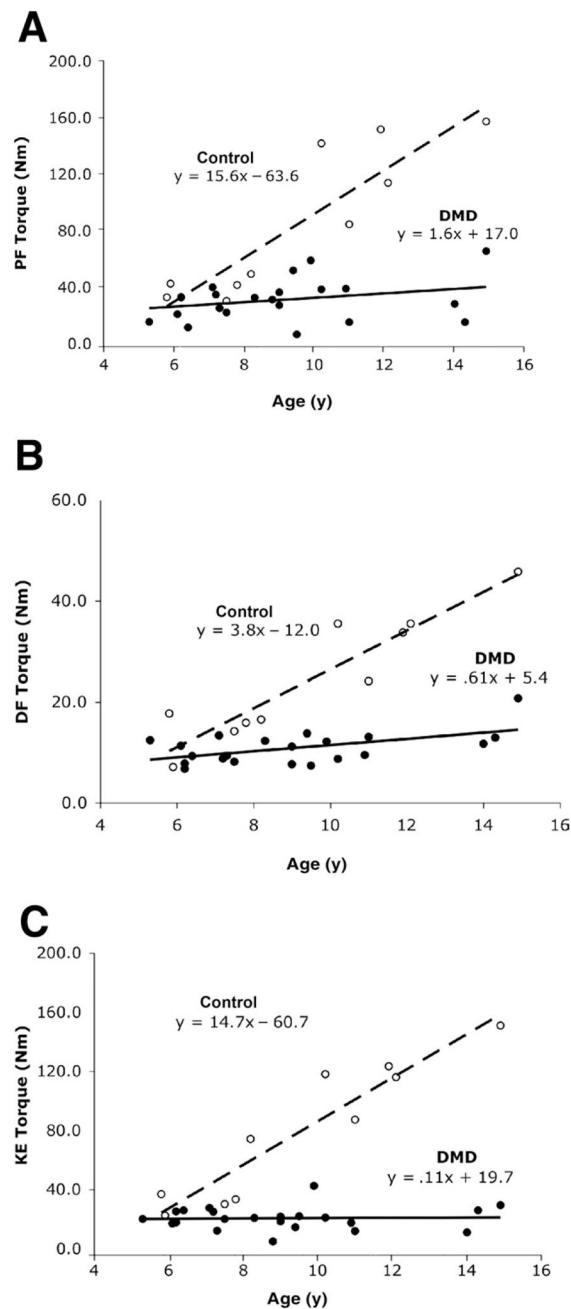 A
200.0
160.0
120.0
80.0
40.0
0.0
PF Torque (Nm)
Control
y = 15.6x – 63.6
DMD
y = 1.6x + 17.0
4 6 8 10 12 14 16
Age (y)
B
60.0
40.0
20.0
0.0
DF Torque (Nm)
Control
y = 3.8x – 12.0
DMD
y = .61x + 5.4
4 6 8 10 12 14 16
Age (y)
C
200.0
160.0
120.0
80.0
40.0
0.0
KE Torque (Nm)
Control
y = 14.7x – 60.7
DMD
y = .11x + 19.7
4 6 8 10 12 14 16
Age (y)